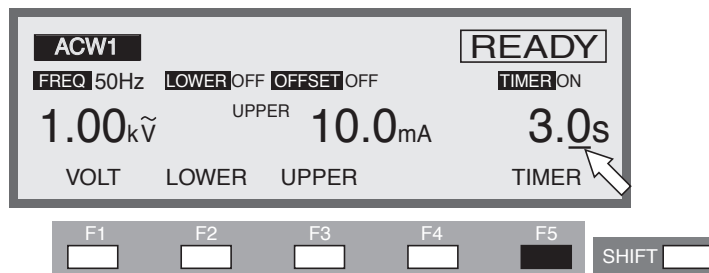 ACW1 READY
FREQ 50Hz LOWER OFF OFFSET OFF TIMER ON
1.00kṼ UPPER 10.0mA 3.0s
VOLT LOWER UPPER TIMER
F1 F2 F3 F4 F5
SHIFT